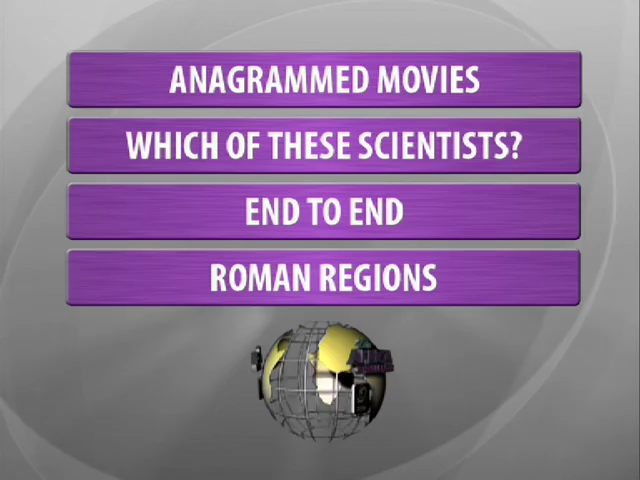 ANAGRAMMED MOVIES
WHICH OF THESE SCIENTISTS?
END TO END
ROMAN REGIONS